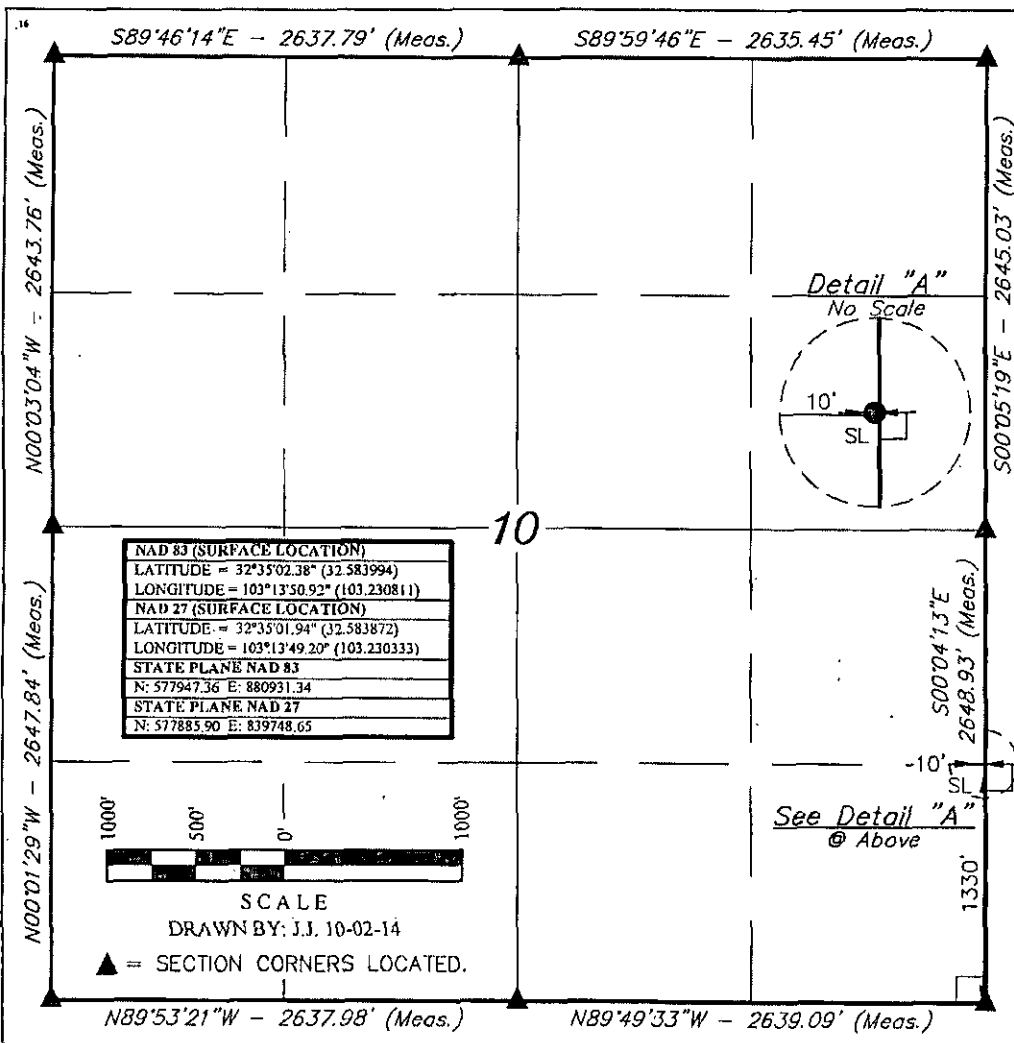 16
S89°46'14"E - 2637.79' (Meas.)
S89°59'46"E - 2635.45' (Meas.)
N00°03'04"W - 2643.76' (Meas.)
S00°05'19"E - 2645.03' (Meas.)
Detail "A"
No Scale
10'
SL
10
NAD 83 (SURFACE LOCATION)
LATITUDE = 32°35'02.38" (32.583994)
LONGITUDE = 103°13'50.92" (103.230811)
NAD 27 (SURFACE LOCATION)
LATITUDE = 32°35'01.94" (32.583872)
LONGITUDE = 103°13'49.20" (103.230333)
STATE PLANE NAD 83
N: 577947.36 E: 880931.34
STATE PLANE NAD 27
N: 577885.90 E: 839748.65
N00°01'29"W - 2647.84' (Meas.)
S00°04'13"E
2648.93' (Meas.)
10'
SL
See Detail "A"
@ Above
1330'
1000' 500' 0' 1000'
SCALE
DRAWN BY: J.J. 10-02-14
▲ = SECTION CORNERS LOCATED.
N89°53'21"W - 2637.98' (Meas.)
N89°49'33"W - 2639.09' (Meas.)